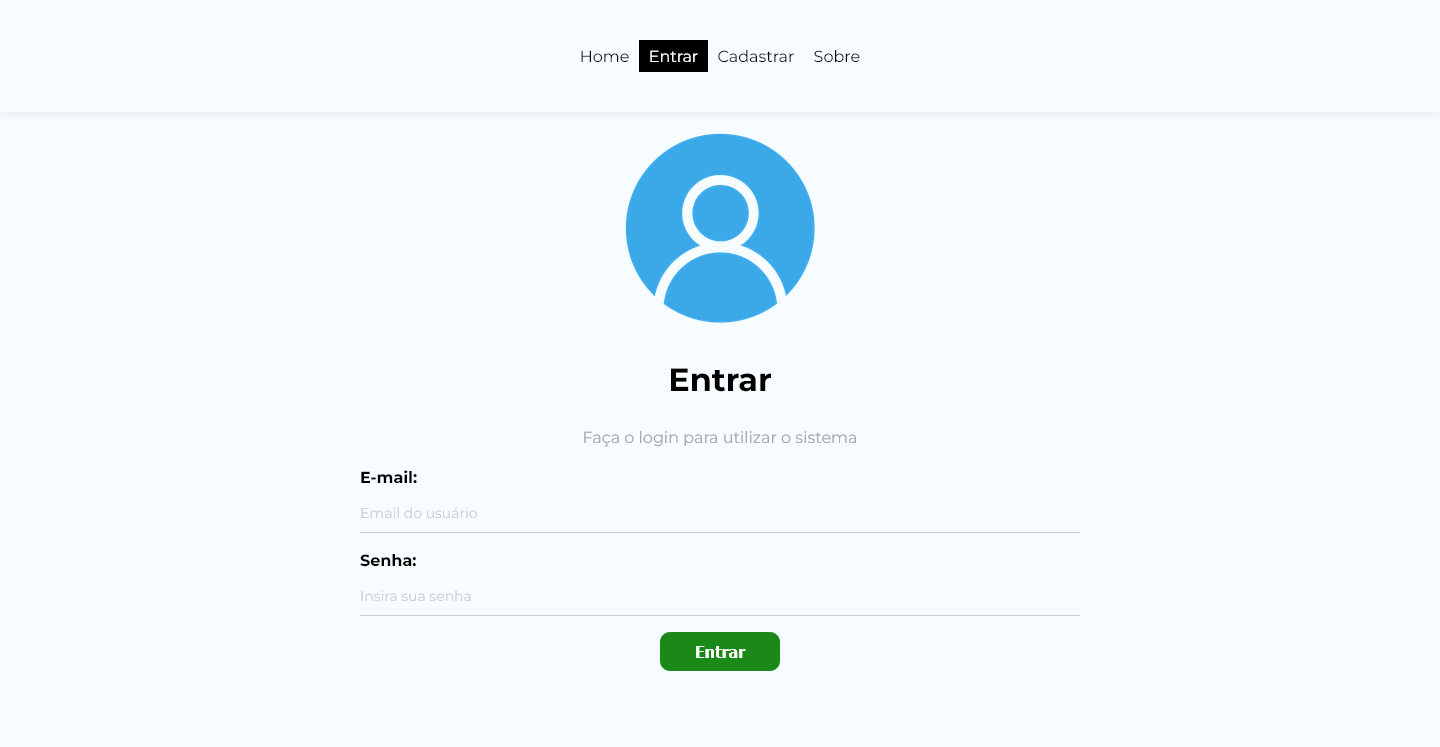 Home Entrar Cadastrar Sobre
Entrar
Faça o login para utilizar o sistema
E-mail:
Email do usuário
Senha:
Insira sua senha
Entrar